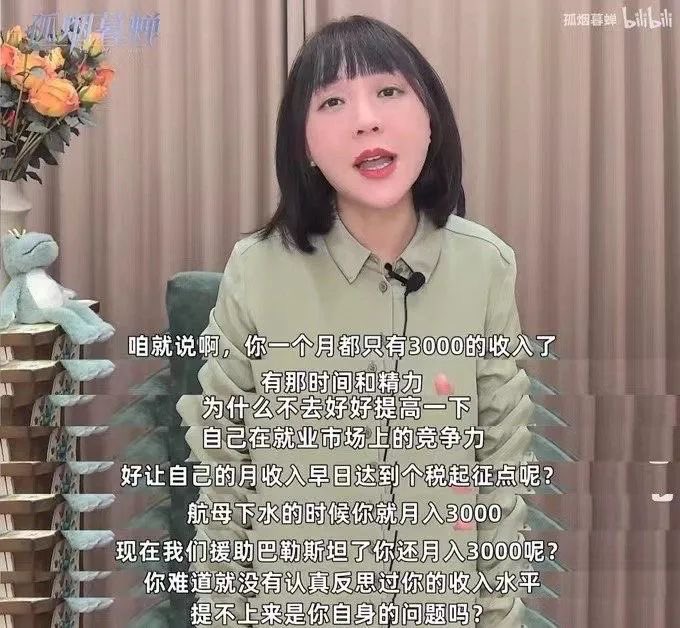 孤烟暮蝉
孤烟暮蝉 bilibili
咱就说啊，你一个月都只有3000的收入了
有那时间和精力
为什么不去好好提高一下
自己在就业市场上的竞争力
好让自己的月收入早日达到个税起征点呢？
航母下水的时候你就月入3000
现在我们援助巴勒斯坦了你还月入3000呢？
你难道就没有认真反思过你的收入水平
提不上来是你自身的问题吗？